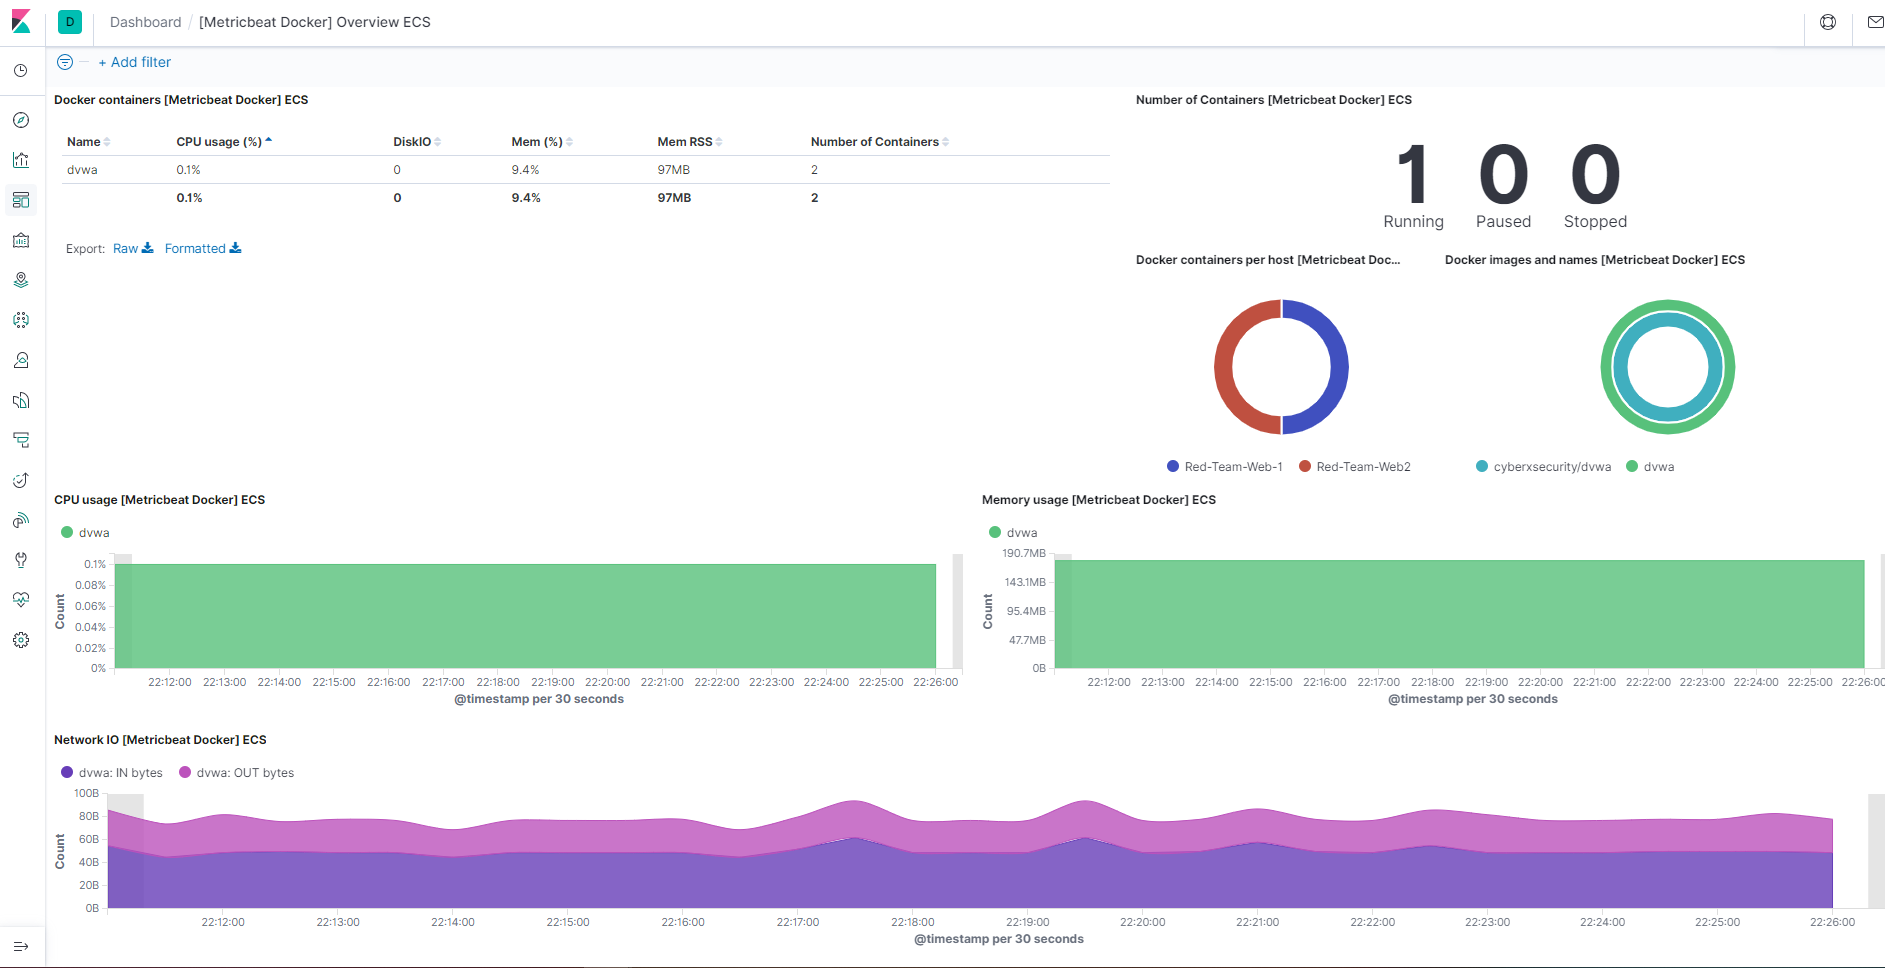 D Dashboard / [Metricbeat Docker] Overview ECS
+ Add filter
Docker containers [Metricbeat Docker] ECS
Name CPU usage (%) DiskIO Mem (%) Mem RSS Number of Containers
dvwa 0.1% 0 9.4% 97MB 2
0.1% 0 9.4% 97MB 2
Export: Raw Formatted
Number of Containers [Metricbeat Docker] ECS
1 0 0
Running Paused Stopped
Docker containers per host [Metricbeat Doc...
Red-Team-Web-1 Red-Team-Web2
Docker images and names [Metricbeat Docker] ECS
cyberxsecurity/dvwa dvwa
CPU usage [Metricbeat Docker] ECS
dvwa
Count
0.1%
0.08%
0.06%
0.04%
0.02%
0%
22:12:00 22:13:00 22:14:00 22:15:00 22:16:00 22:17:00 22:18:00 22:19:00 22:20:00 22:21:00 22:22:00 22:23:00 22:24:00 22:25:00 22:26:00
@timestamp per 30 seconds
Memory usage [Metricbeat Docker] ECS
dvwa
Count
190.7MB
143.1MB
95.4MB
47.7MB
0B
22:12:00 22:13:00 22:14:00 22:15:00 22:16:00 22:17:00 22:18:00 22:19:00 22:20:00 22:21:00 22:22:00 22:23:00 22:24:00 22:25:00 22:26:00
@timestamp per 30 seconds
Network IO [Metricbeat Docker] ECS
dvwa: IN bytes dvwa: OUT bytes
Count
100B
80B
60B
40B
20B
0B
22:12:00 22:13:00 22:14:00 22:15:00 22:16:00 22:17:00 22:18:00 22:19:00 22:20:00 22:21:00 22:22:00 22:23:00 22:24:00 22:25:00 22:26:00
@timestamp per 30 seconds